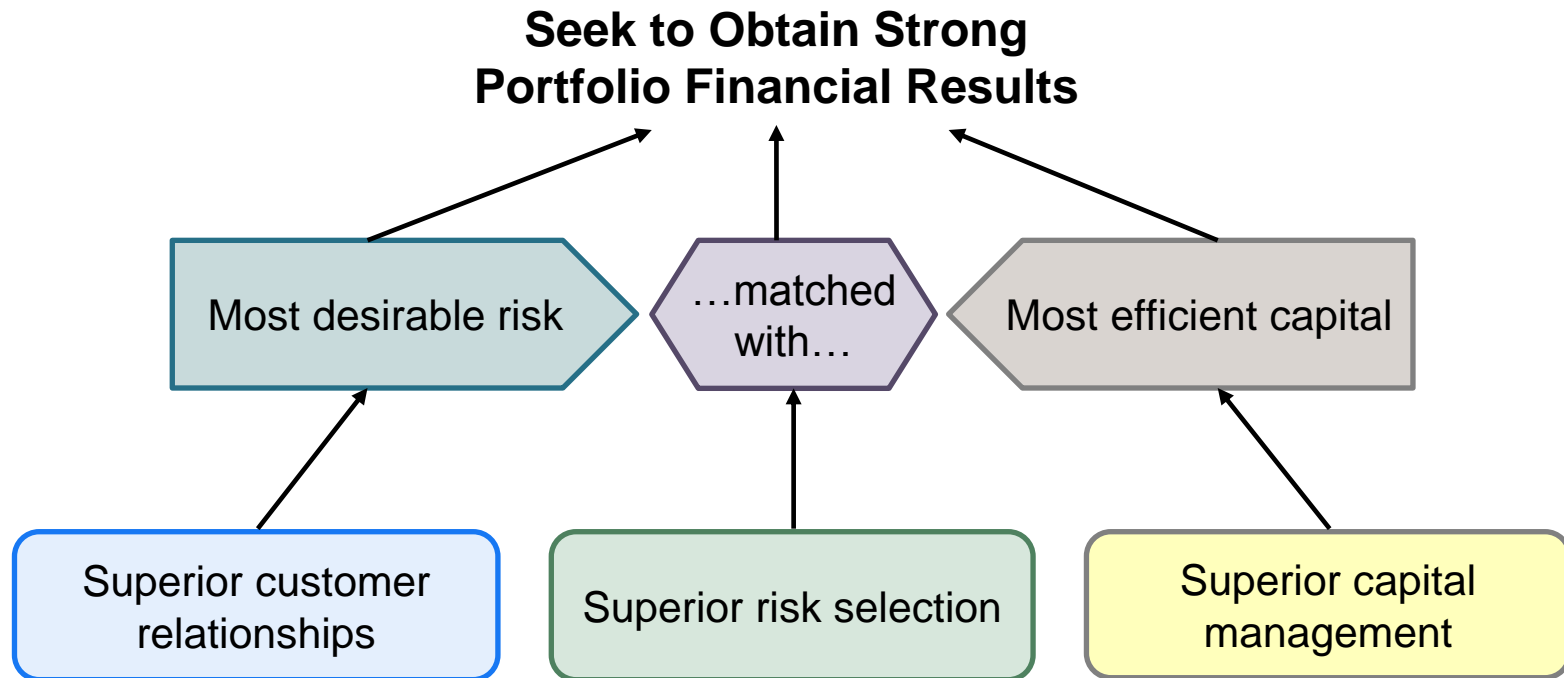 Seek to Obtain Strong
Portfolio Financial Results
Most desirable risk
…matched
with…
Most efficient capital
Superior customer
relationships
Superior risk selection
Superior capital
management